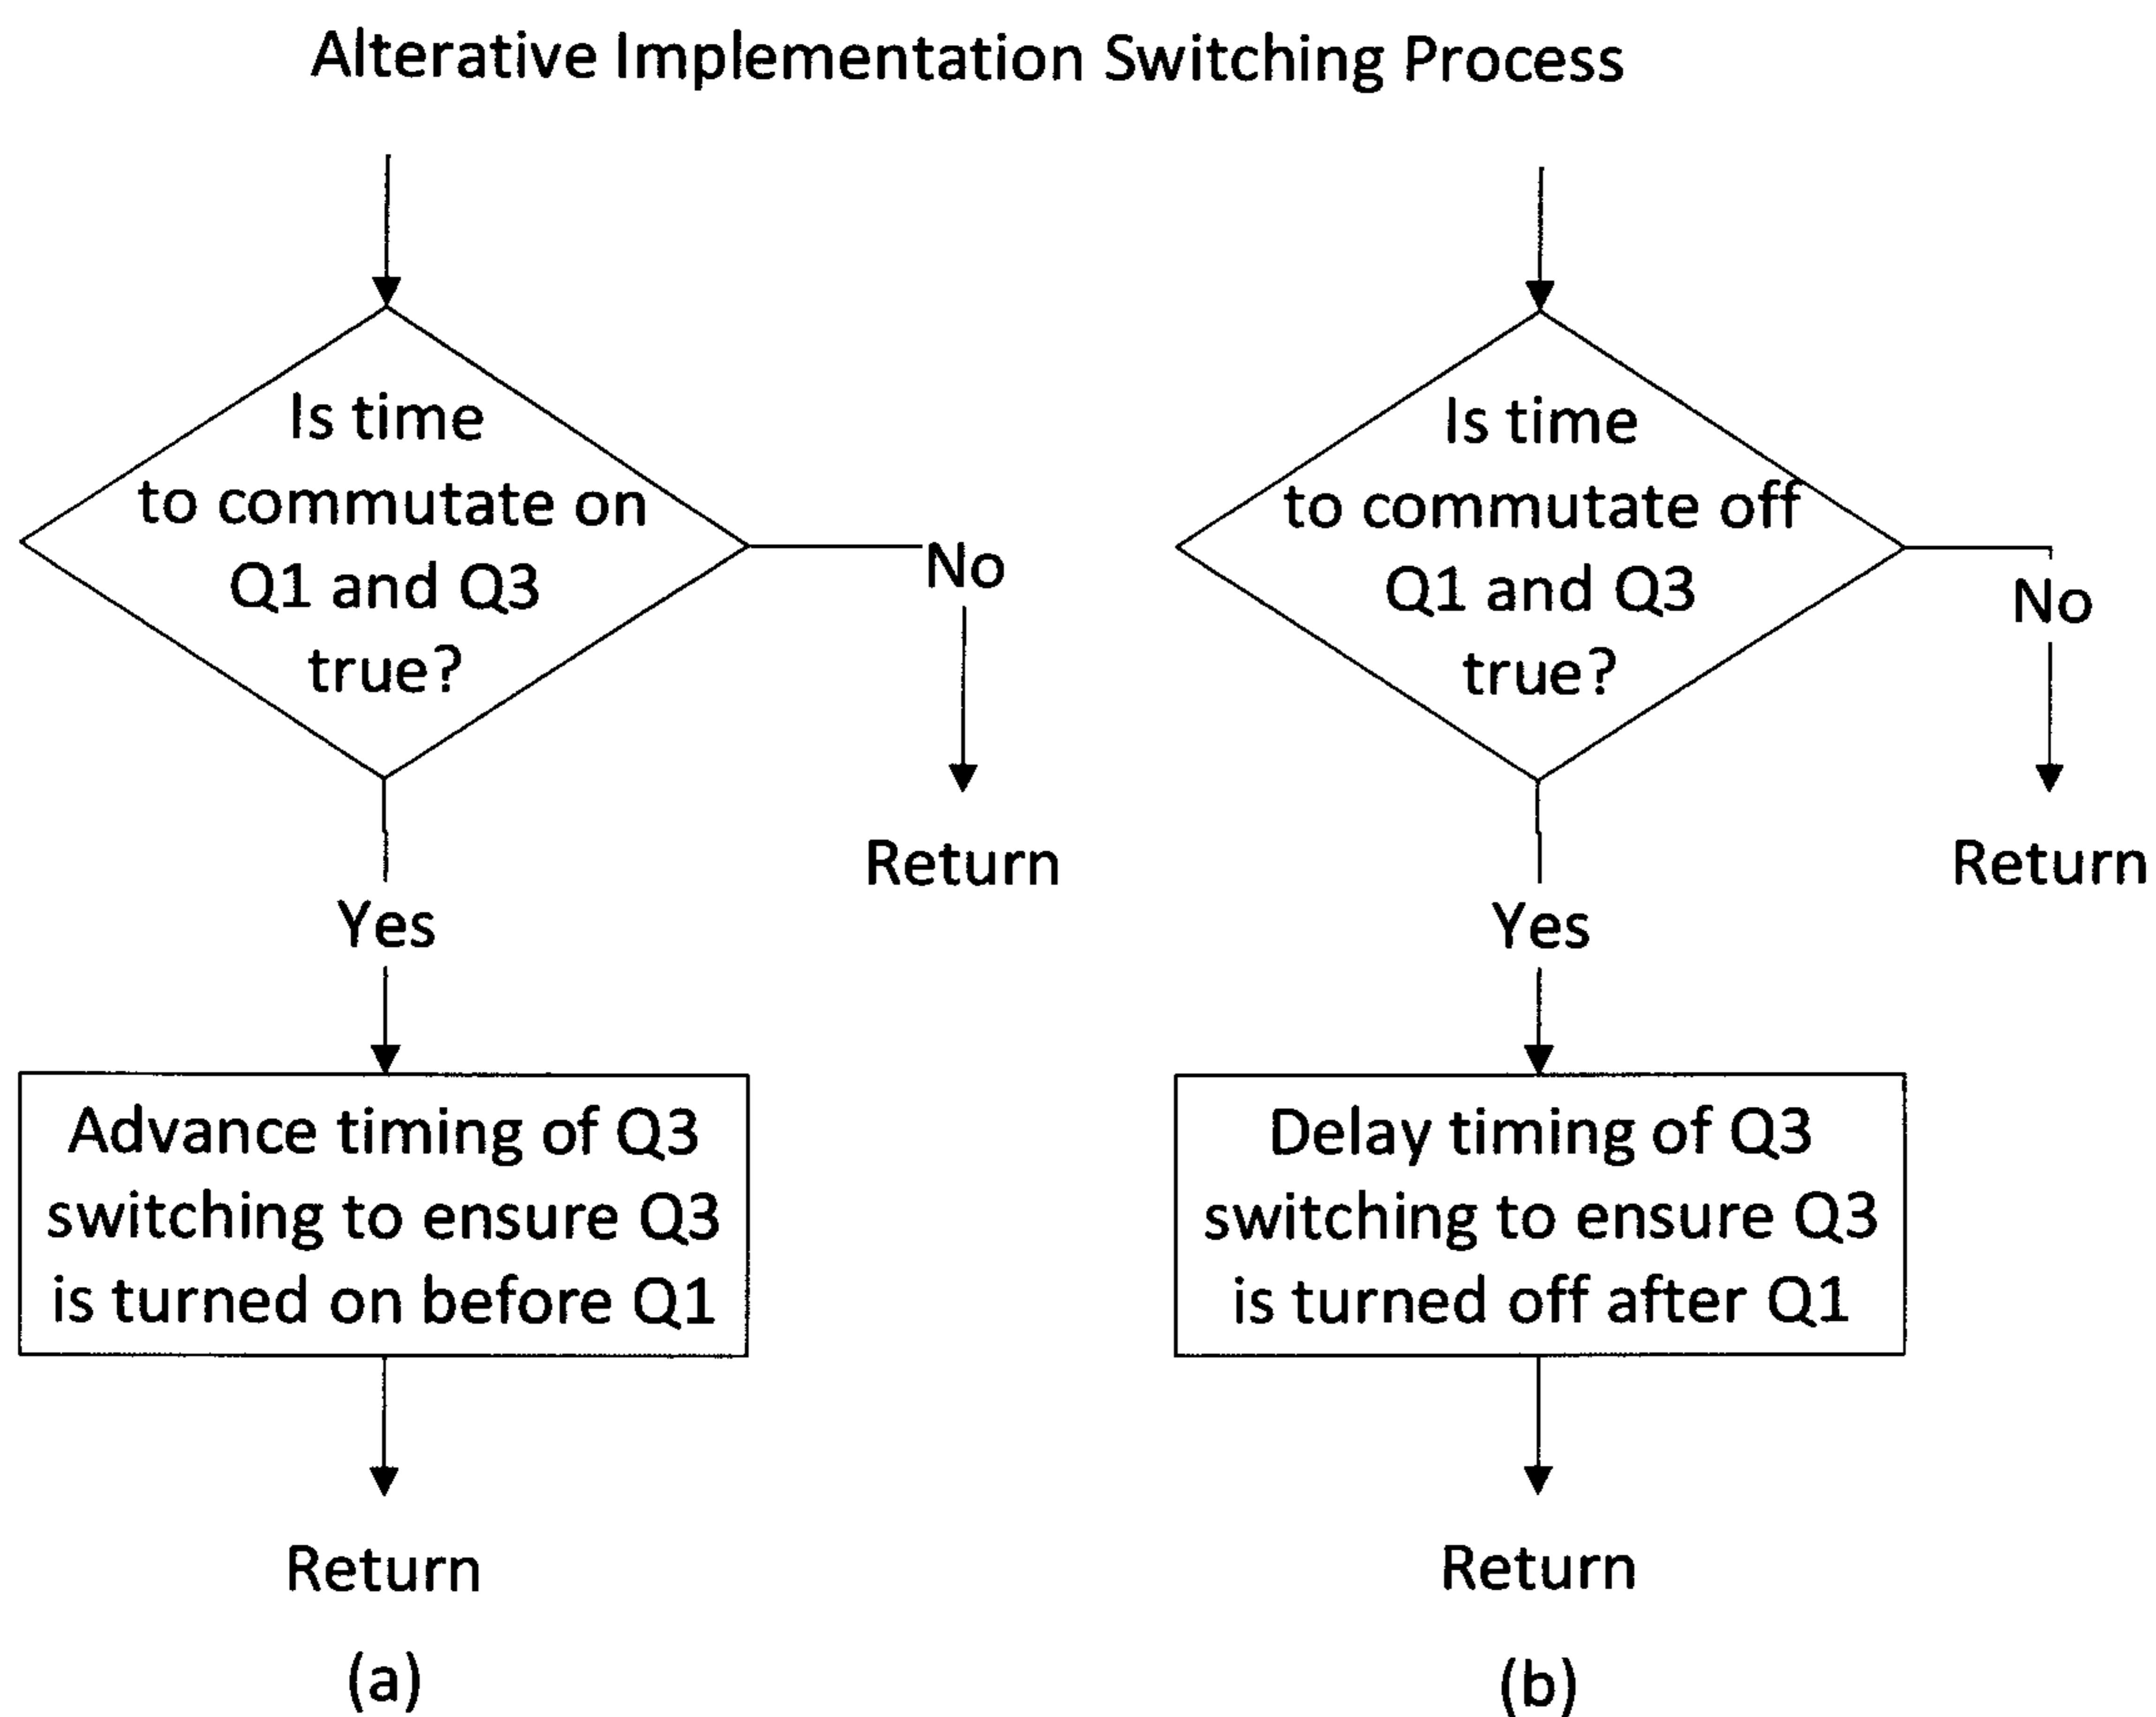 Alterative Implementation Switching Process
Is time
to commutate on
Q1 and Q3
true?
No
Return
Yes
Advance timing of Q3
switching to ensure Q3
is turned on before Q1
Return
(a)
Is time
to commutate off
Q1 and Q3
true?
No
Return
Yes
Delay timing of Q3
switching to ensure Q3
is turned off after Q1
Return
(b)